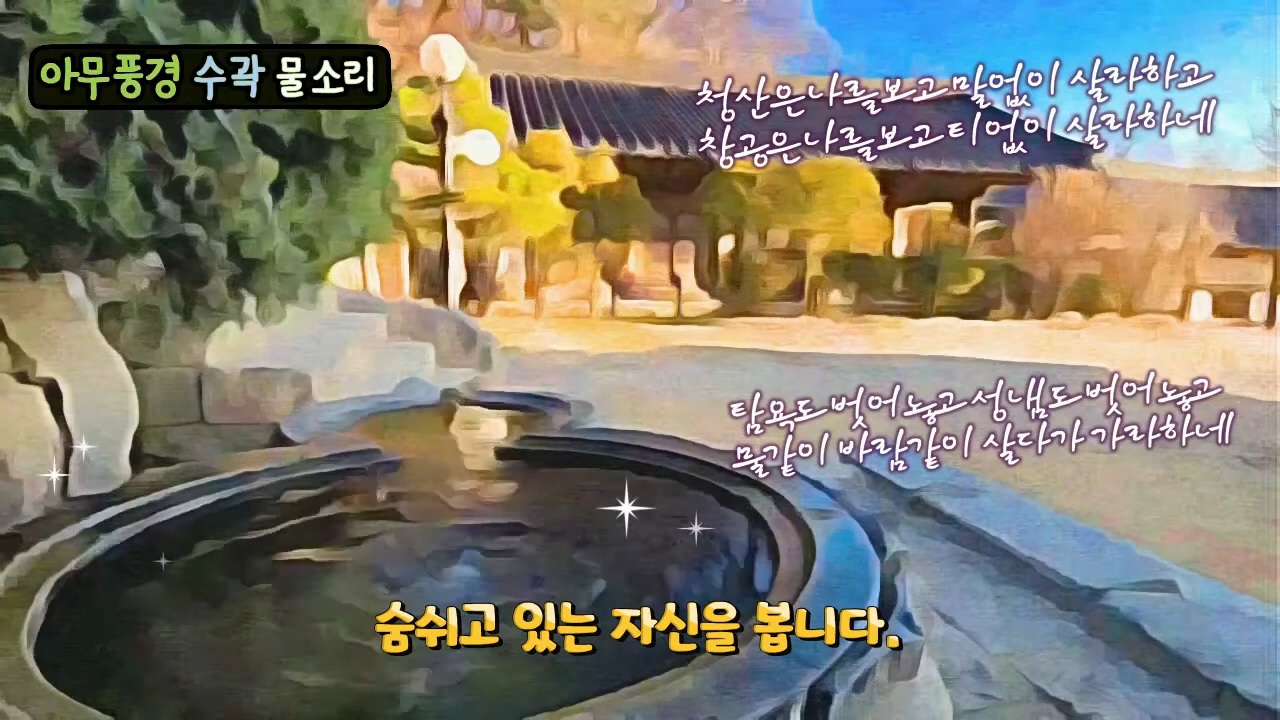 아무풍경 수곽 물소리
청산은 나를 보고 말없이 살라하고
창공은 나를 보고 티없이 살라하네
탐욕도 벗어놓고 성냄도 벗어놓고
물같이 바람같이 살다가 가라하네
숨쉬고 있는 자신을 봅니다.